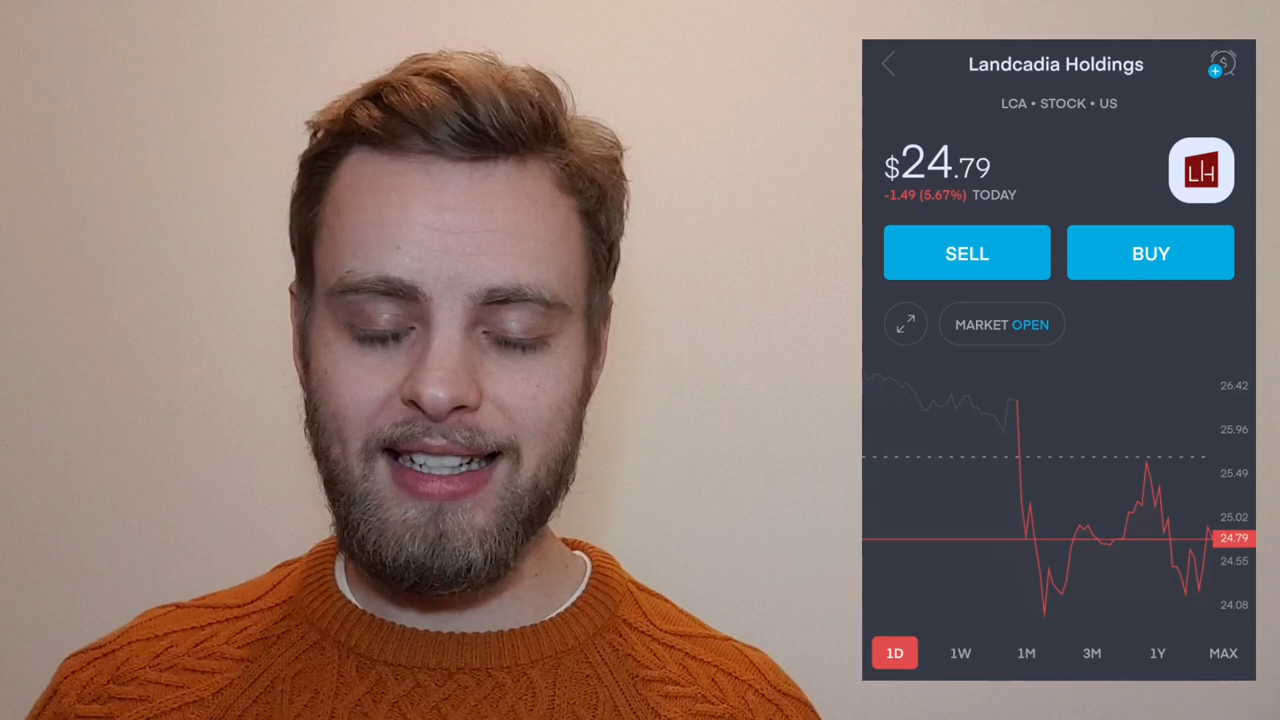 Landcadia Holdings
LCA • STOCK • US
$24.79
-1.49 (5.67%) TODAY
LH
SELL
BUY
MARKET OPEN
26.42
25.96
25.49
25.02
24.79
24.55
24.08
1D 1W 1M 3M 1Y MAX